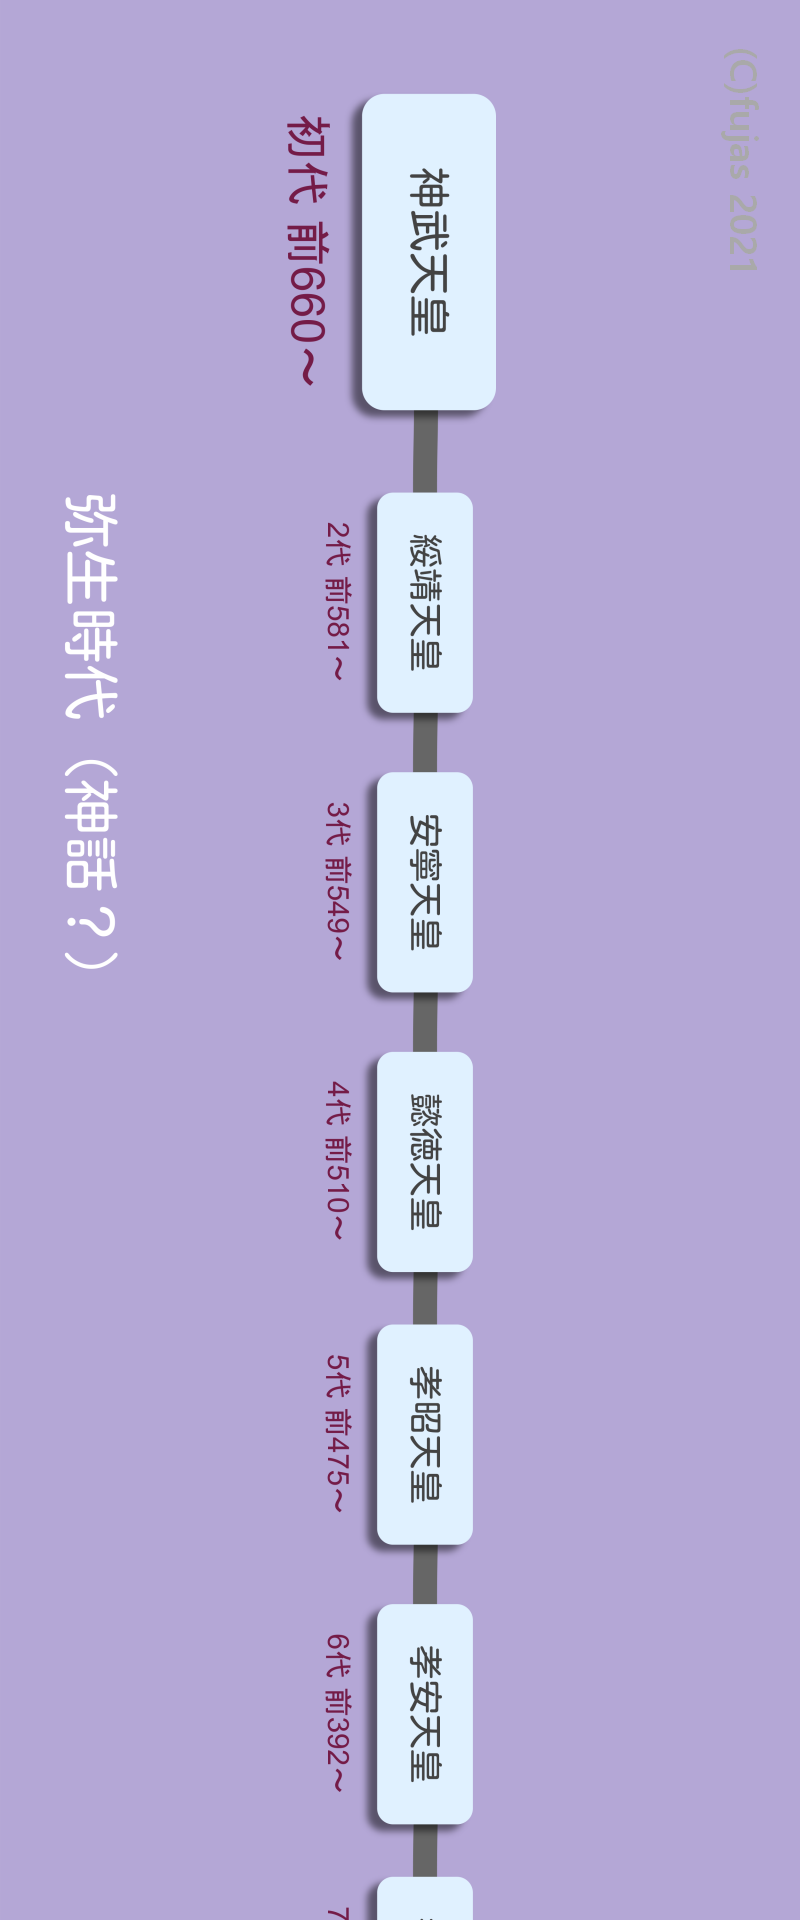 (C)fujas 2021
神武天皇
初代 前660～
綏靖天皇
2代 前581～
安寧天皇
3代 前549～
懿徳天皇
4代 前510～
孝昭天皇
5代 前475～
孝安天皇
6代 前392～
7
弥生時代（神話？）